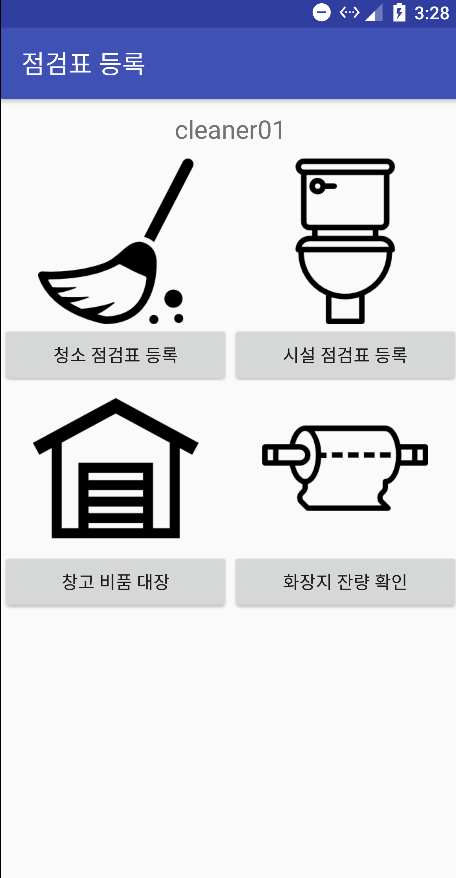 3:28
점검표 등록
cleaner01
청소 점검표 등록
시설 점검표 등록
창고 비품 대장
화장지 잔량 확인